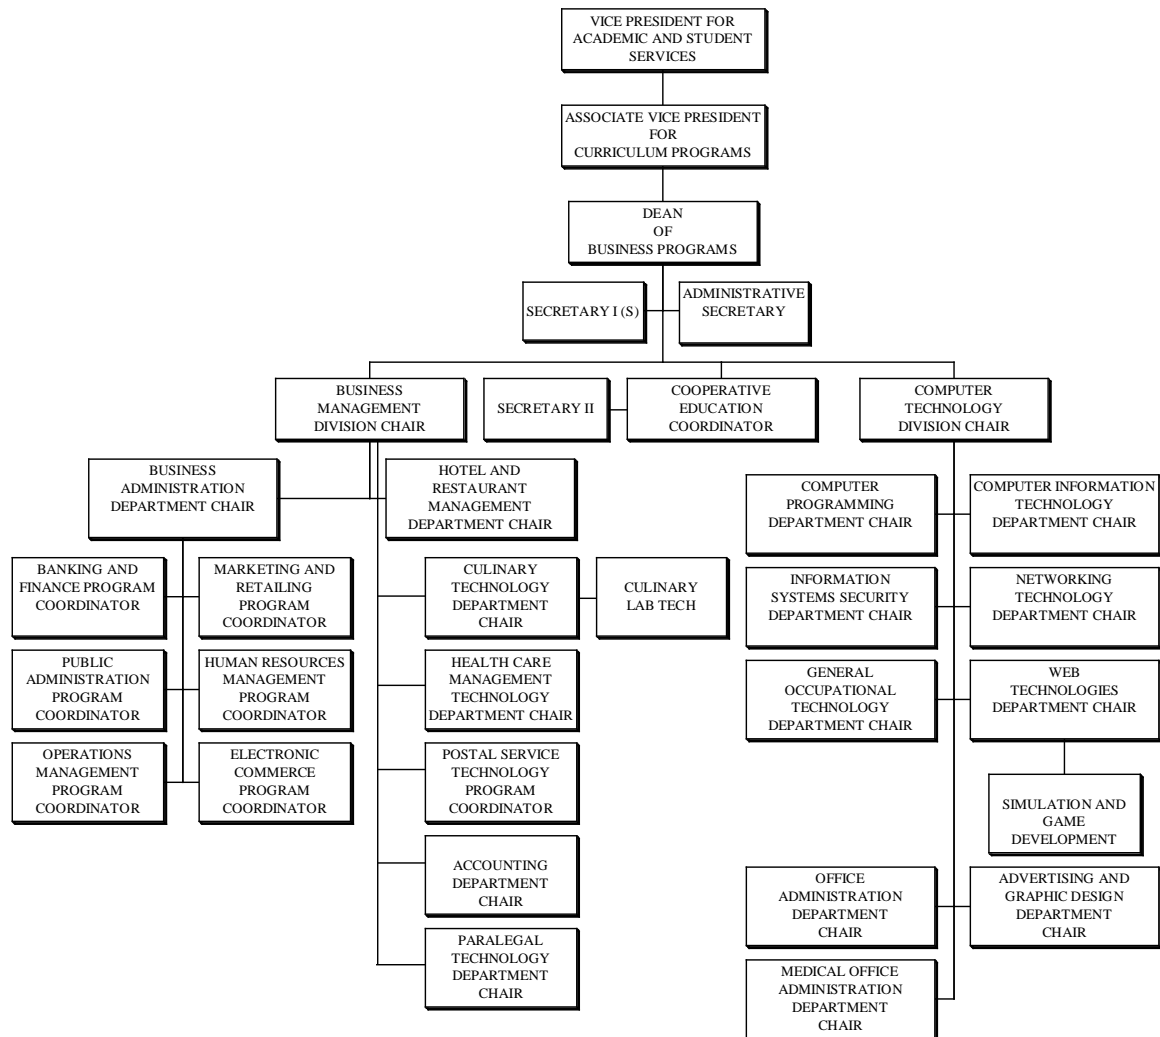 VICE PRESIDENT FOR
ACADEMIC AND STUDENT
SERVICES
ASSOCIATE VICE PRESIDENT
FOR
CURRICULUM PROGRAMS
DEAN
OF
BUSINESS PROGRAMS
SECRETARY I (S)
ADMINISTRATIVE
SECRETARY
BUSINESS
MANAGEMENT
DIVISION CHAIR
SECRETARY II
COOPERATIVE
EDUCATION
COORDINATOR
COMPUTER
TECHNOLOGY
DIVISION CHAIR
BUSINESS
ADMINISTRATION
DEPARTMENT CHAIR
HOTEL AND
RESTAURANT
MANAGEMENT
DEPARTMENT CHAIR
COMPUTER
PROGRAMMING
DEPARTMENT CHAIR
COMPUTER INFORMATION
TECHNOLOGY
DEPARTMENT CHAIR
BANKING AND
FINANCE PROGRAM
COORDINATOR
MARKETING AND
RETAILING
PROGRAM
COORDINATOR
CULINARY
TECHNOLOGY
DEPARTMENT
CHAIR
CULINARY
LAB TECH
INFORMATION
SYSTEMS SECURITY
DEPARTMENT CHAIR
NETWORKING
TECHNOLOGY
DEPARTMENT CHAIR
PUBLIC
ADMINISTRATION
PROGRAM
COORDINATOR
HUMAN RESOURCES
MANAGEMENT
PROGRAM
COORDINATOR
HEALTH CARE
MANAGEMENT
TECHNOLOGY
DEPARTMENT CHAIR
GENERAL
OCCUPATIONAL
TECHNOLOGY
DEPARTMENT CHAIR
WEB
TECHNOLOGIES
DEPARTMENT CHAIR
OPERATIONS
MANAGEMENT
PROGRAM
COORDINATOR
ELECTRONIC
COMMERCE
PROGRAM
COORDINATOR
POSTAL SERVICE
TECHNOLOGY
PROGRAM
COORDINATOR
SIMULATION AND
GAME
DEVELOPMENT
ACCOUNTING
DEPARTMENT
CHAIR
OFFICE
ADMINISTRATION
DEPARTMENT
CHAIR
ADVERTISING AND
GRAPHIC DESIGN
DEPARTMENT
CHAIR
PARALEGAL
TECHNOLOGY
DEPARTMENT
CHAIR
MEDICAL OFFICE
ADMINISTRATION
DEPARTMENT
CHAIR